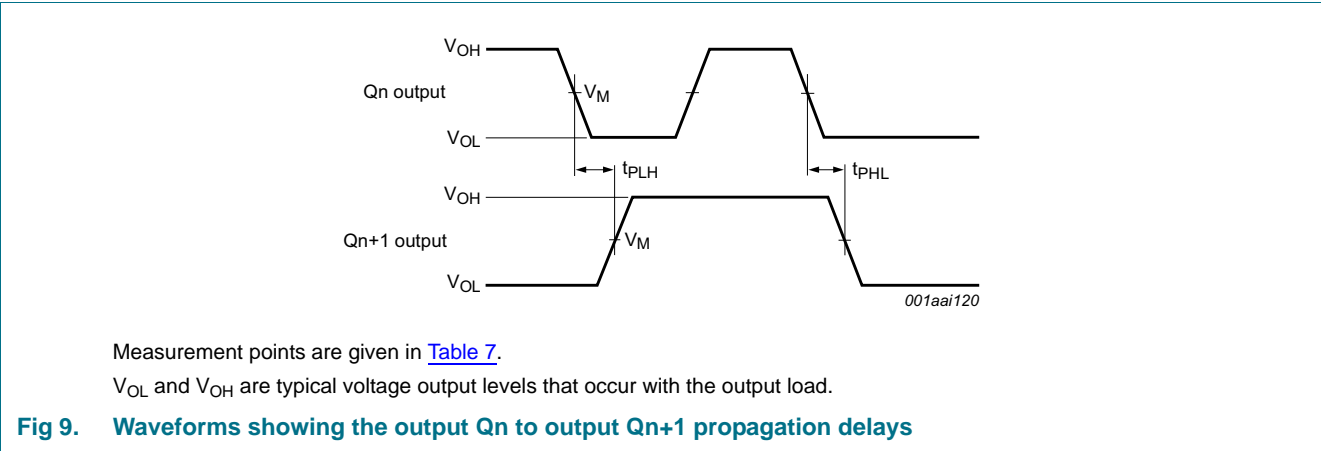 VOH
Qn output
VM
VOL
tPLH
tPHL
VOH
Qn+1 output
VM
VOL
001aai120
Measurement points are given in Table 7.
VOL and VOH are typical voltage output levels that occur with the output load.
Fig 9. Waveforms showing the output Qn to output Qn+1 propagation delays